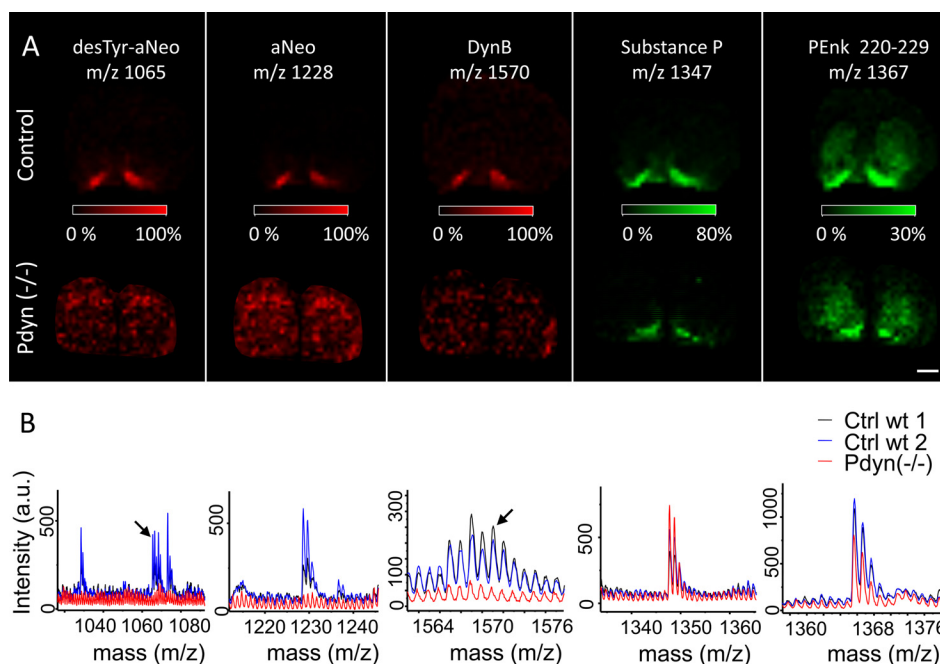 A
desTyr-aNeo
m/z 1065
aNeo
m/z 1228
DynB
m/z 1570
Substance P
m/z 1347
PEnk 220-229
m/z 1367
Control
0 % 100%
0 % 100%
0 % 100%
0 % 80%
0 % 30%
Pdyn (-/-)
B
Ctrl wt 1
Ctrl wt 2
Pdyn(-/-)
Intensity (a.u.)
500
0
1040 1060 1080
mass (m/z)
500
0
1220 1230 1240
mass (m/z)
300
200
100
0
1564 1570 1576
mass (m/z)
500
0
1340 1350 1360
mass (m/z)
1000
500
0
1360 1368 1376
mass (m/z)